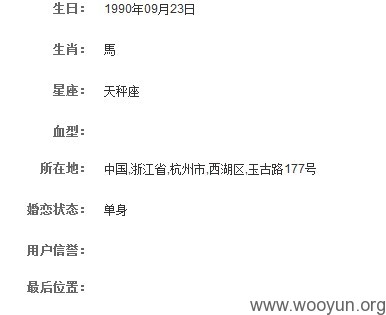 生日： 1990年09月23日
生肖： 馬
星座： 天秤座
血型：
所在地： 中国,浙江省,杭州市,西湖区,玉古路177号
婚恋状态： 单身
用户信誉：
最后位置：
www.wooyun.org